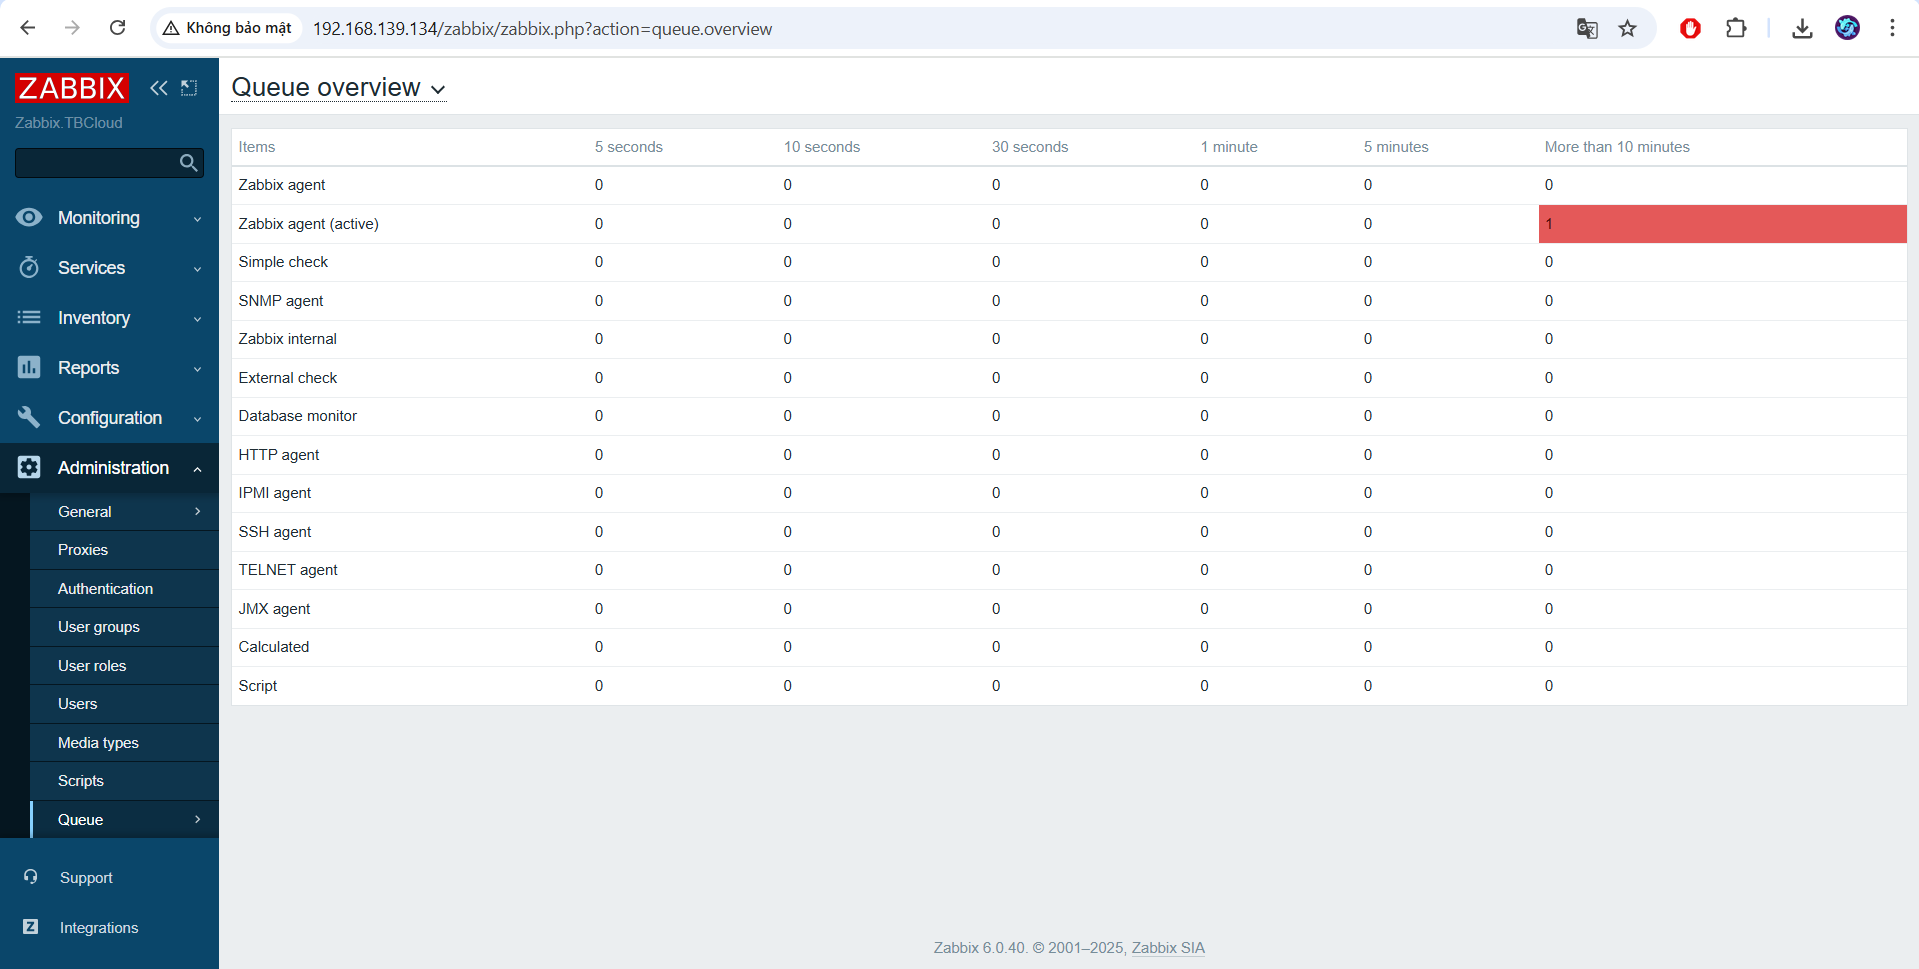 Không bảo mật 192.168.139.134/zabbix/zabbix.php?action=queue.overview
ZABBIX
Zabbix.TBCloud
Monitoring
Services
Inventory
Reports
Configuration
Administration
General
Proxies
Authentication
User groups
User roles
Users
Media types
Scripts
Queue
Support
Z Integrations
Queue overview
Items 5 seconds 10 seconds 30 seconds 1 minute 5 minutes More than 10 minutes
Zabbix agent 0 0 0 0 0 0
Zabbix agent (active) 0 0 0 0 0 1
Simple check 0 0 0 0 0 0
SNMP agent 0 0 0 0 0 0
Zabbix internal 0 0 0 0 0 0
External check 0 0 0 0 0 0
Database monitor 0 0 0 0 0 0
HTTP agent 0 0 0 0 0 0
IPMI agent 0 0 0 0 0 0
SSH agent 0 0 0 0 0 0
TELNET agent 0 0 0 0 0 0
JMX agent 0 0 0 0 0 0
Calculated 0 0 0 0 0 0
Script 0 0 0 0 0 0
Zabbix 6.0.40. © 2001–2025, Zabbix SIA